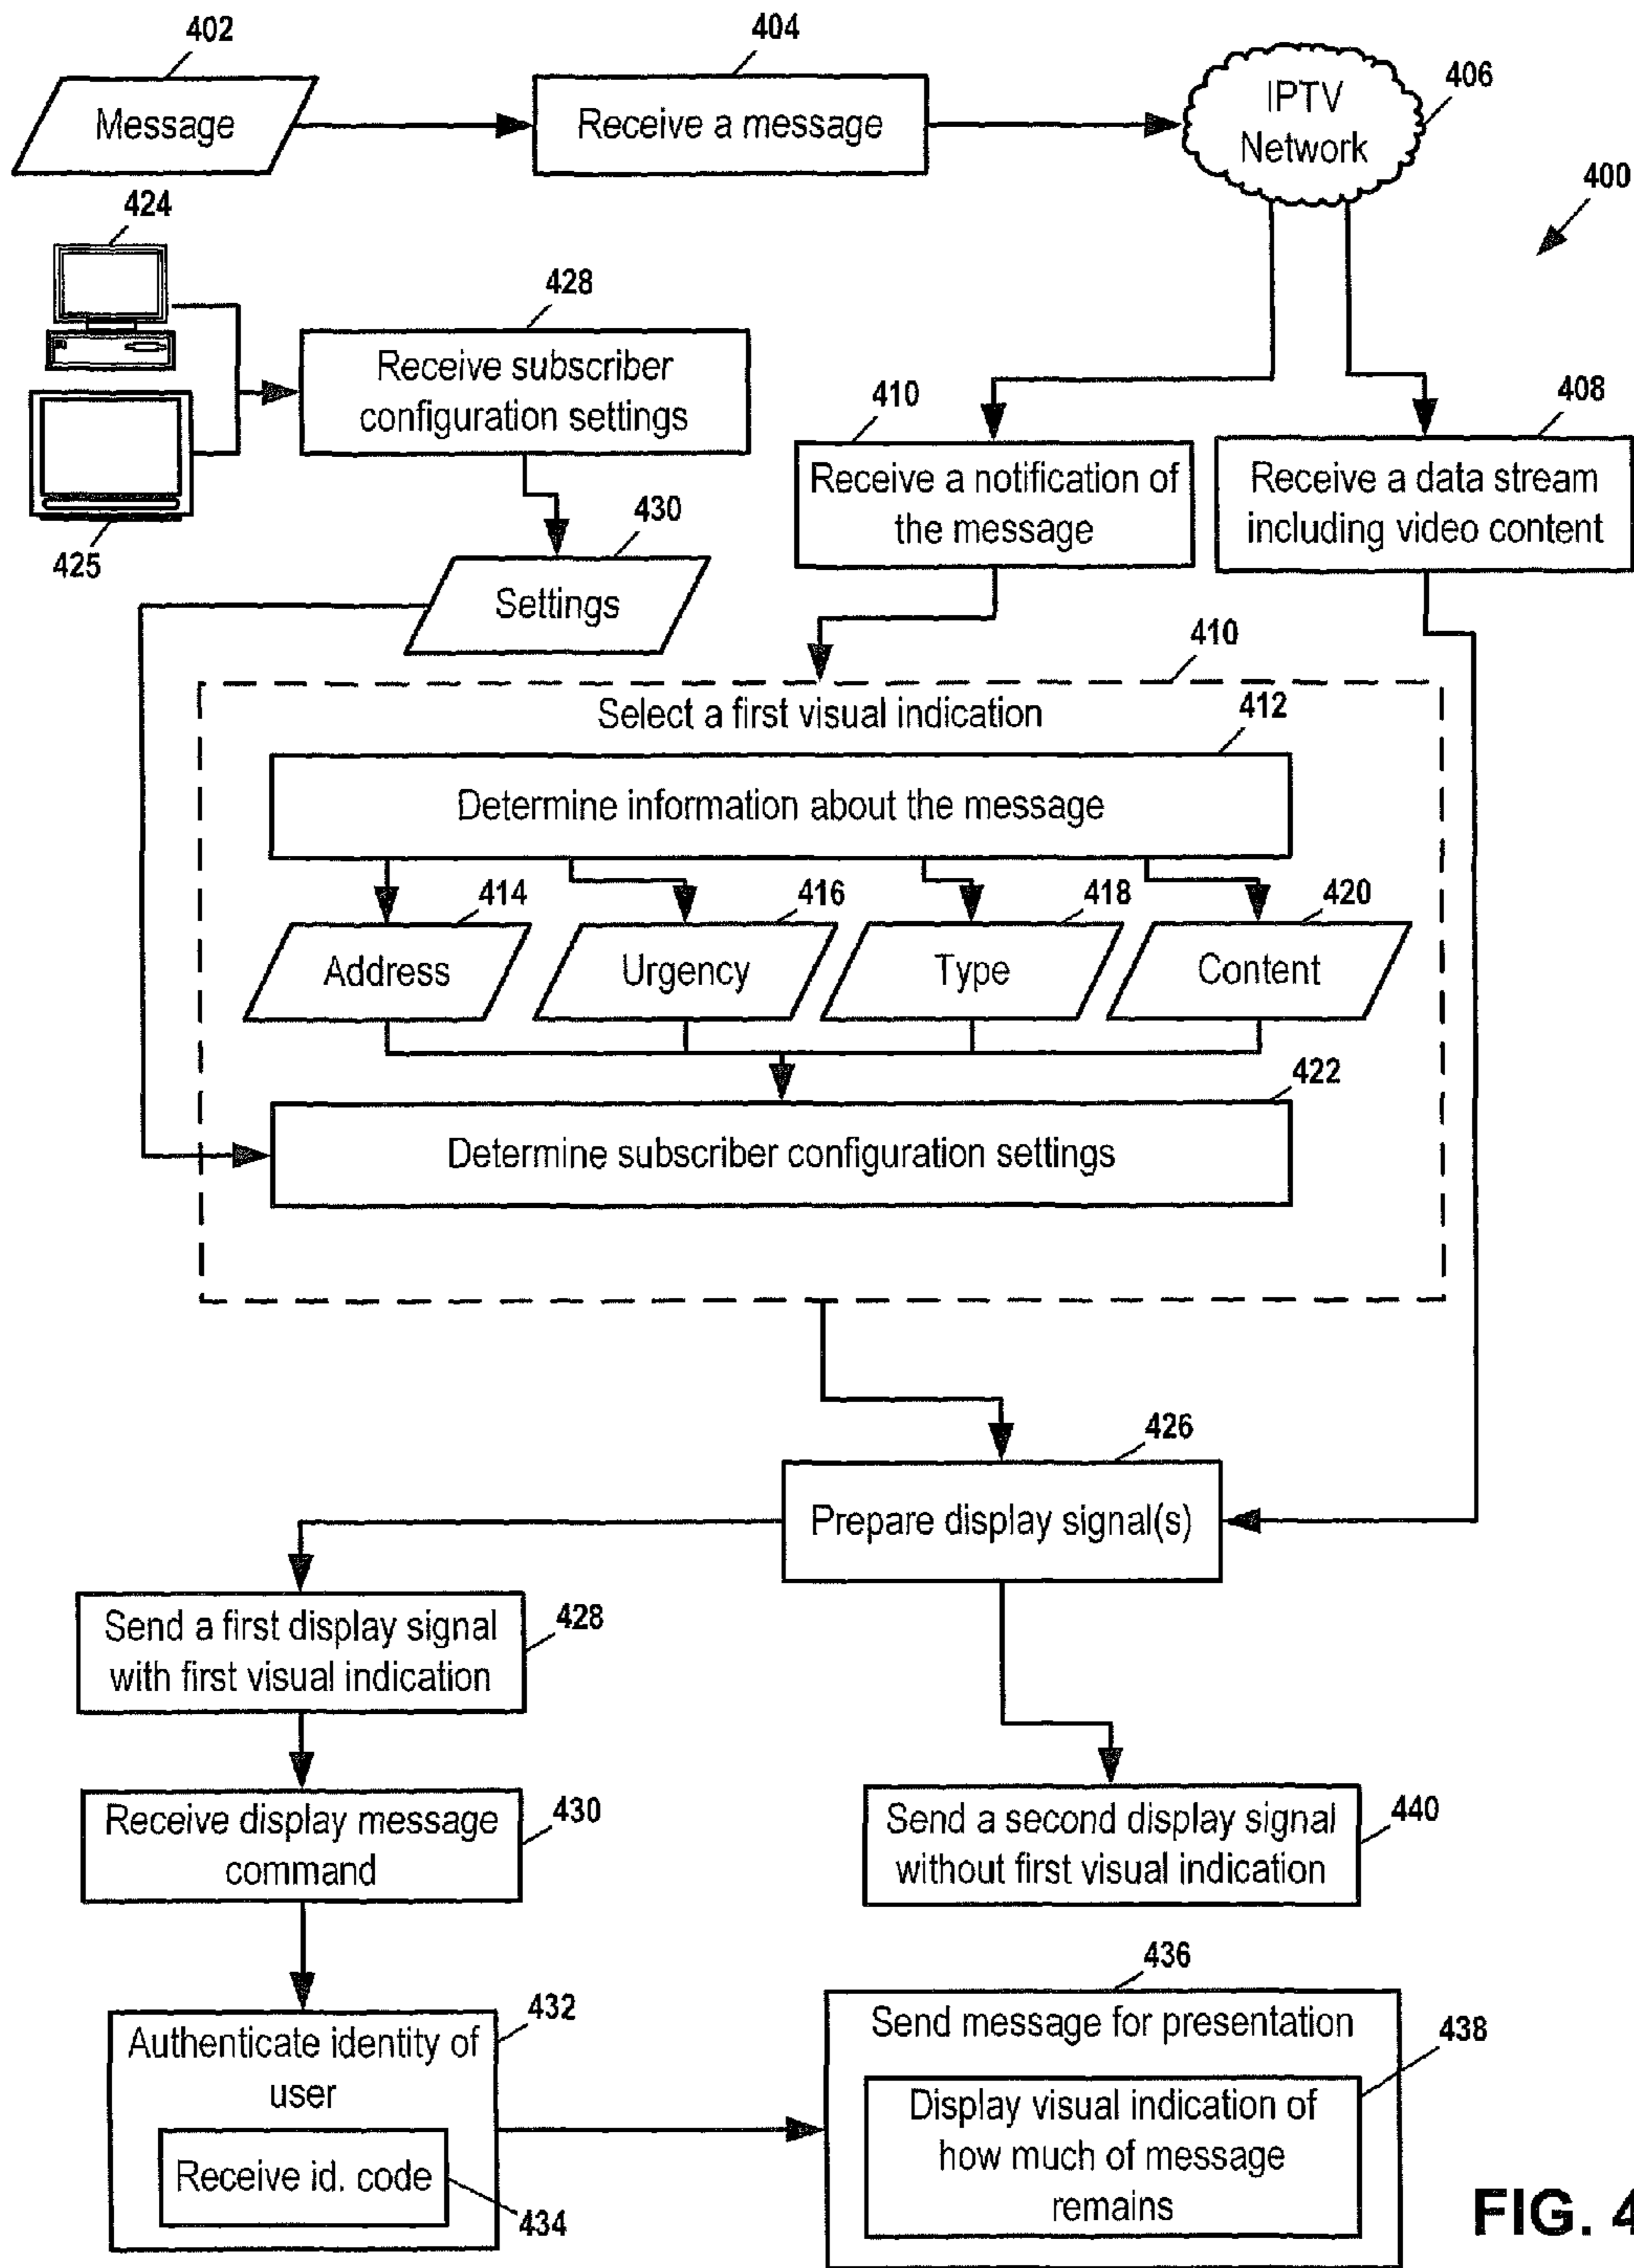 402
404
Message
Receive a message
IPTV
Network
406
400
424
428
Receive subscriber
configuration settings
425
430
Settings
410
Receive a notification of
the message
408
Receive a data stream
including video content
410
Select a first visual indication
412
Determine information about the message
414
416
418
420
Address
Urgency
Type
Content
422
Determine subscriber configuration settings
426
Prepare display signal(s)
Send a first display signal
with first visual indication
428
Receive display message
command
430
Send a second display signal
without first visual indication
440
Authenticate identity of
user
432
Receive id. code
434
436
Send message for presentation
438
Display visual indication of
how much of message
remains
FIG. 4